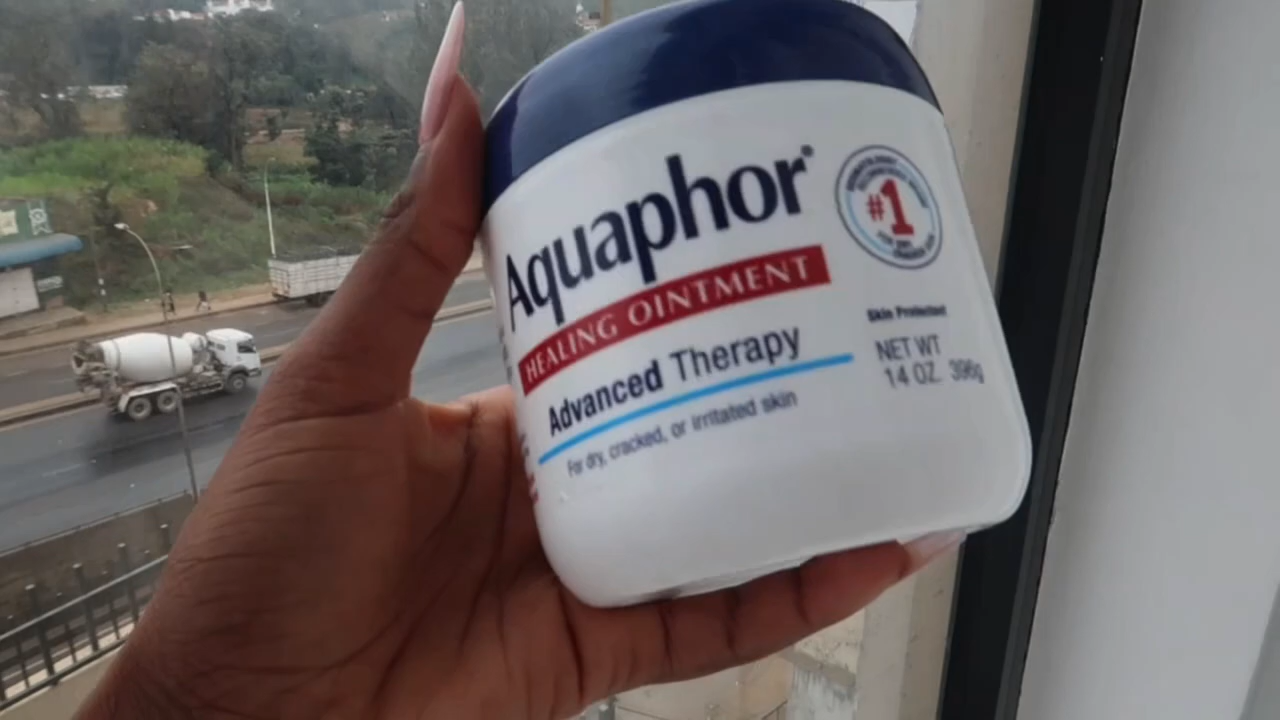 Aquaphor®
HEALING OINTMENT
Advanced Therapy
For dry, cracked, or irritated skin
#1
Skin Protectant
NET WT
14 OZ. 396g